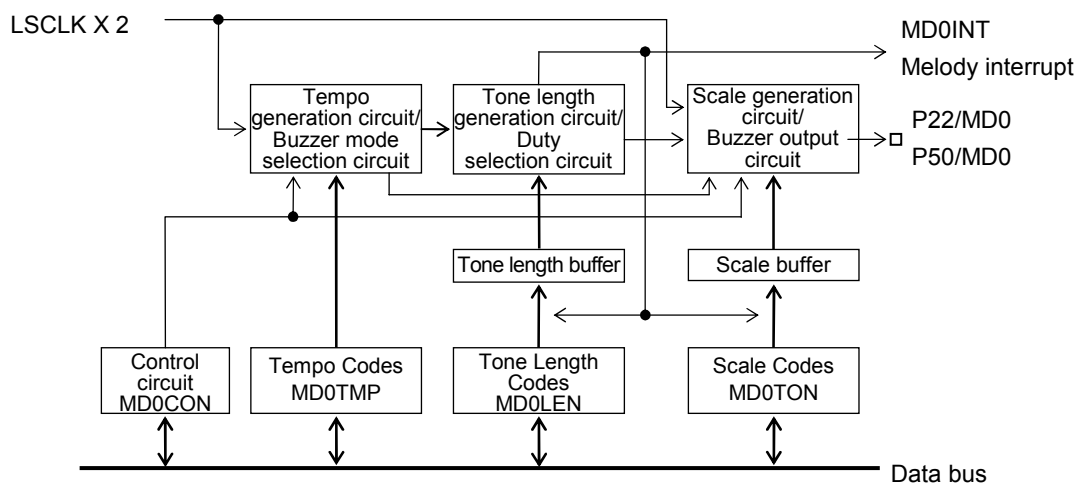 LSCLK X 2
MD0INT
Melody interrupt
Tempo
generation circuit/
Buzzer mode
selection circuit
Tone length
generation circuit/
Duty
selection circuit
Scale generation
circuit/
Buzzer output
circuit
P22/MD0
P50/MD0
Tone length buffer
Scale buffer
Control
circuit
MD0CON
Tempo Codes
MD0TMP
Tone Length
Codes
MD0LEN
Scale Codes
MD0TON
Data bus